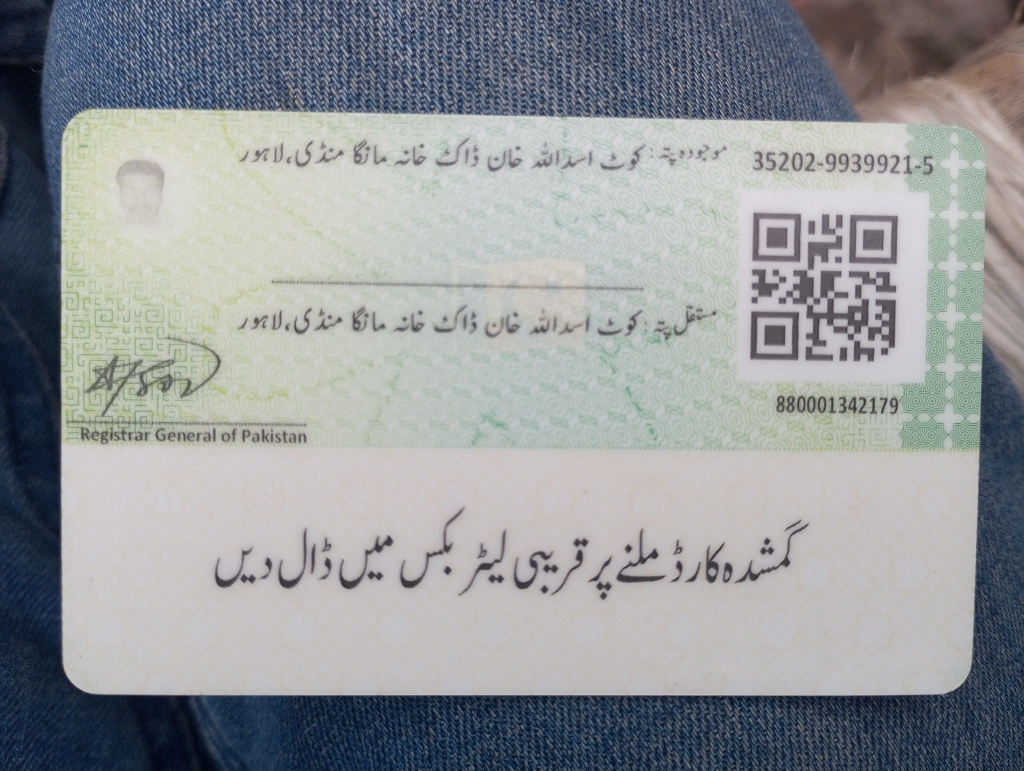 موجودہ پتہ: کوٹ اسداللہ خان ڈاک خانہ مانگا منڈی، لاہور
35202-9939921-5
مستقل پتہ: کوٹ اسداللہ خان ڈاک خانہ مانگا منڈی، لاہور
880001342179
Registrar General of Pakistan
گمشدہ کارڈ ملنے پر قریبی لیٹر بکس میں ڈال دیں